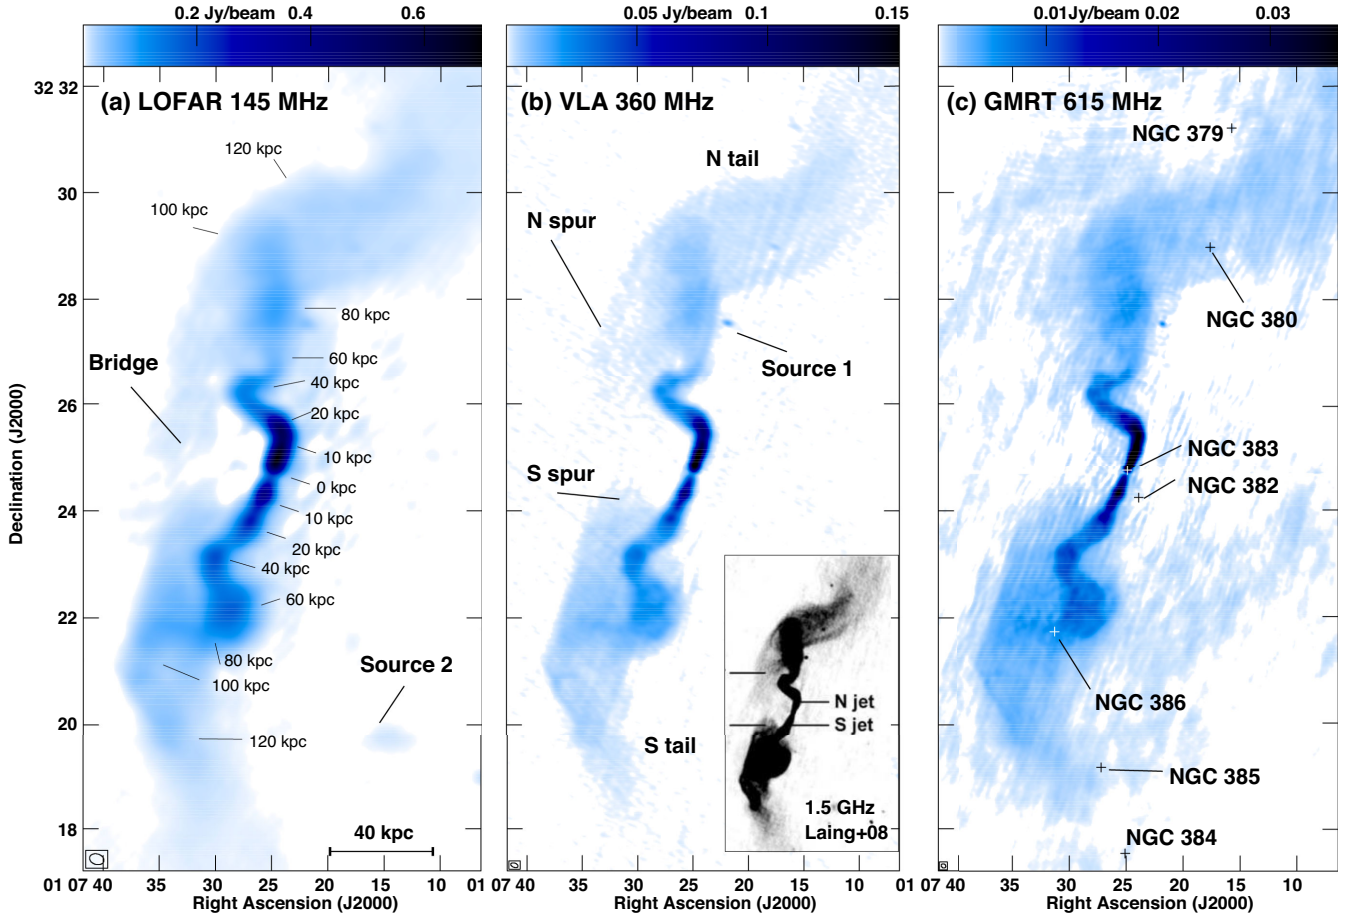 0.2 Jy/beam 0.4 0.6
0.05 Jy/beam 0.1 0.15
0.01Jy/beam 0.02 0.03
Declination (J2000)
32 32
30
28
26
24
22
20
18
(a) LOFAR 145 MHz
120 kpc
100 kpc
80 kpc
60 kpc
Bridge
40 kpc
20 kpc
10 kpc
0 kpc
10 kpc
20 kpc
40 kpc
60 kpc
80 kpc
100 kpc
Source 2
120 kpc
40 kpc
01 07 40 35 30 25 20 15 10
Right Ascension (J2000)
(b) VLA 360 MHz
N tail
N spur
Source 1
S spur
S tail
N jet
S jet
1.5 GHz
Laing+08
01 07 40 35 30 25 20 15 10
Right Ascension (J2000)
(c) GMRT 615 MHz
NGC 379
NGC 380
NGC 383
NGC 382
NGC 386
NGC 385
NGC 384
01 07 40 35 30 25 20 15 10
Right Ascension (J2000)